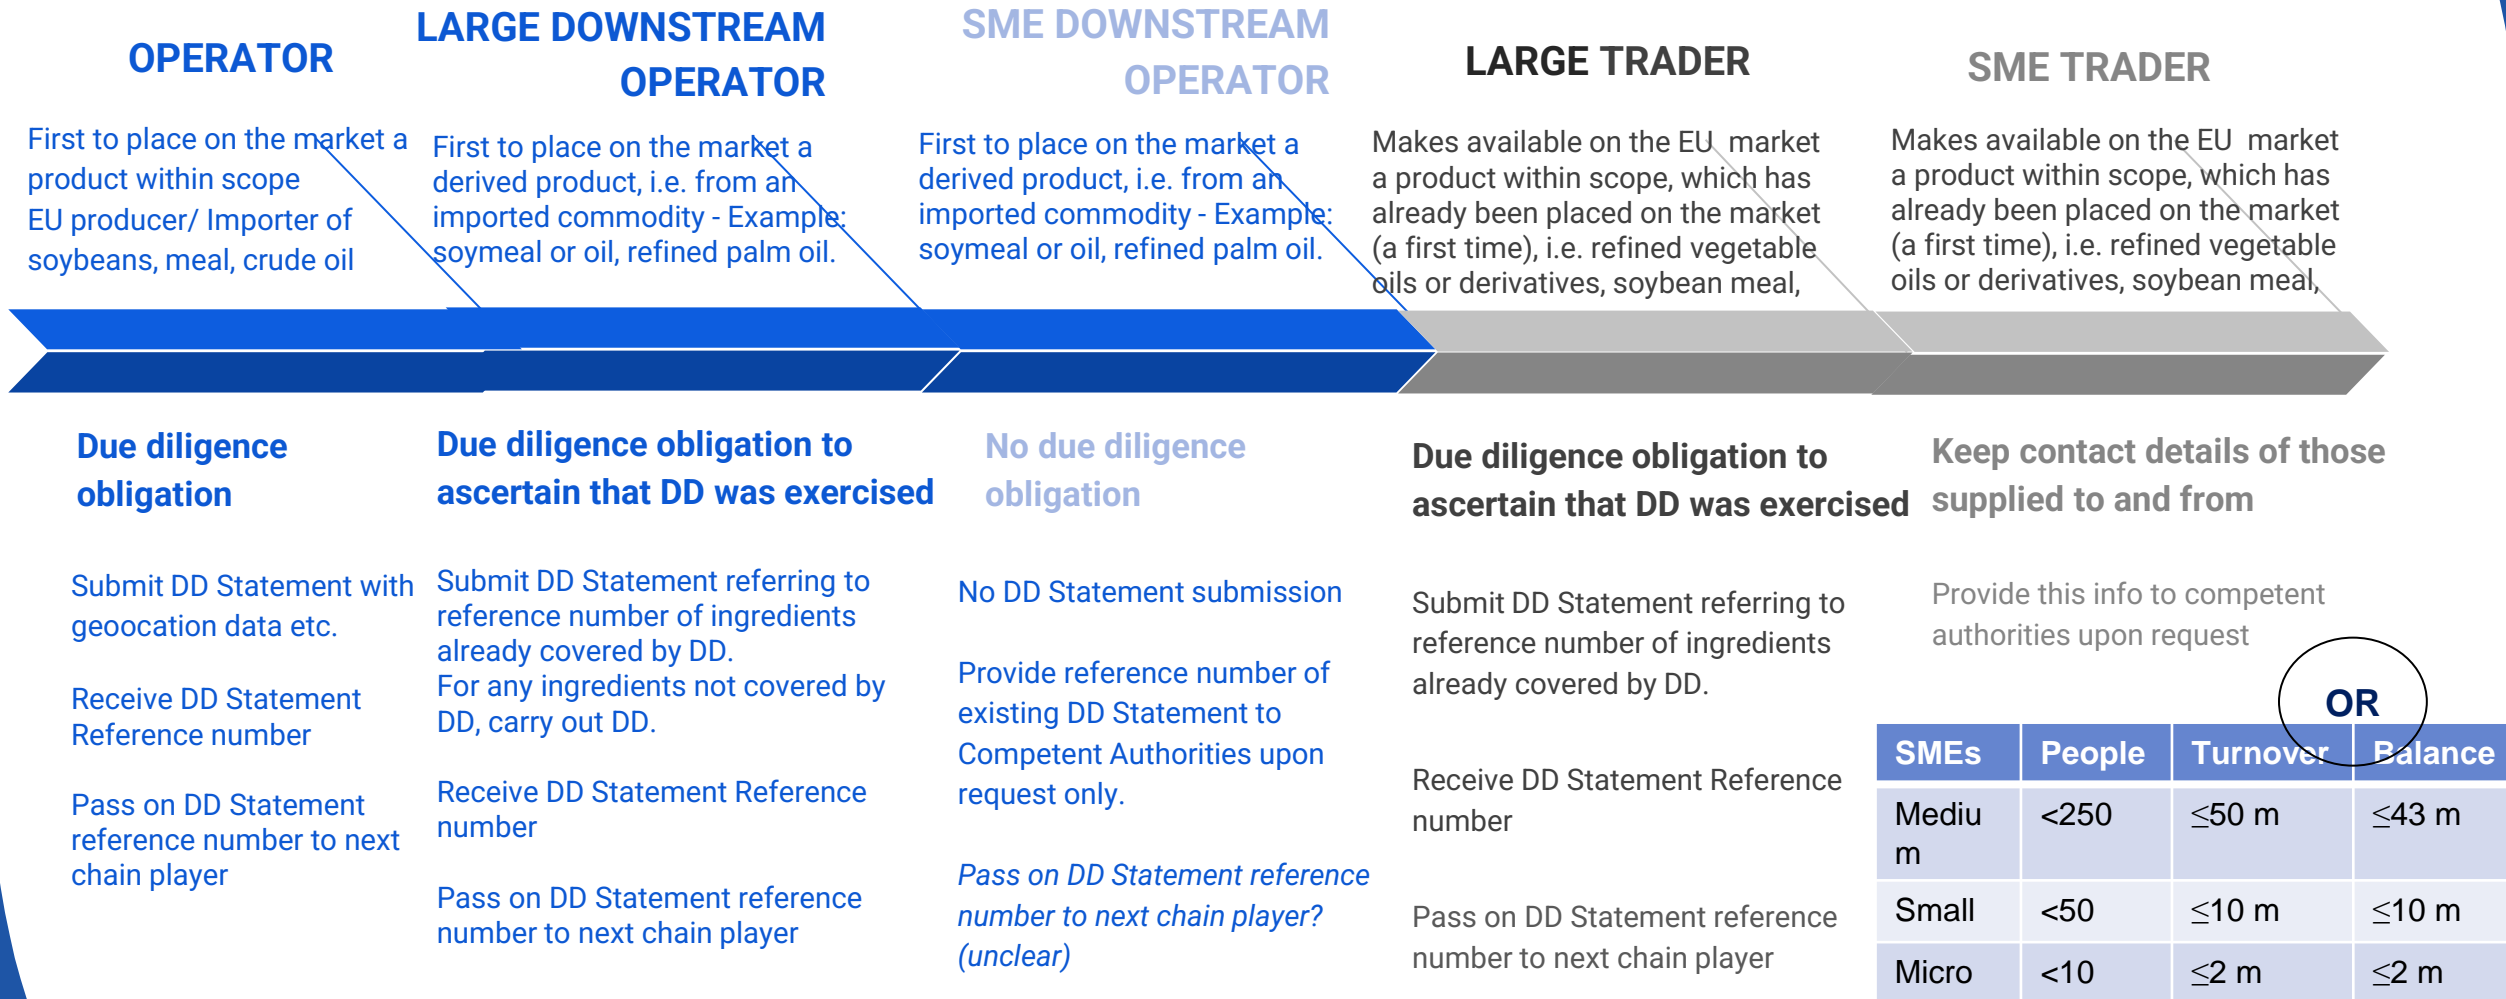 OPERATOR
First to place on the market a
product within scope
EU producer/ Importer of
soybeans, meal, crude oil
Due diligence
obligation
Submit DD Statement with
geoocation data etc.
Receive DD Statement
Reference number
Pass on DD Statement
reference number to next
chain player
LARGE DOWNSTREAM
OPERATOR
First to place on the market a
derived product, i.e. from an
imported commodity - Example:
soymeal or oil, refined palm oil.
Due diligence obligation to
ascertain that DD was exercised
Submit DD Statement referring to
reference number of ingredients
already covered by DD.
For any ingredients not covered by
DD, carry out DD.
Receive DD Statement Reference
number
Pass on DD Statement reference
number to next chain player
SME DOWNSTREAM
OPERATOR
First to place on the market a
derived product, i.e. from an
imported commodity - Example:
soymeal or oil, refined palm oil.
No due diligence
obligation
No DD Statement submission
Provide reference number of
existing DD Statement to
Competent Authorities upon
request only.
Pass on DD Statement reference
number to next chain player?
(unclear)
LARGE TRADER
Makes available on the EU market
a product within scope, which has
already been placed on the market
(a first time), i.e. refined vegetable
oils or derivatives, soybean meal,
Due diligence obligation to
ascertain that DD was exercised
Submit DD Statement referring to
reference number of ingredients
already covered by DD.
Receive DD Statement Reference
number
Pass on DD Statement reference
number to next chain player
SME TRADER
Makes available on the EU market
a product within scope, which has
already been placed on the market
(a first time), i.e. refined vegetable
oils or derivatives, soybean meal,
Keep contact details of those
supplied to and from
Provide this info to competent
authorities upon request
OR
SMEs People Turnover Balance
Mediu <250 ≤50 m ≤43 m
m
Small <50 ≤10 m ≤10 m
Micro <10 ≤2 m ≤2 m